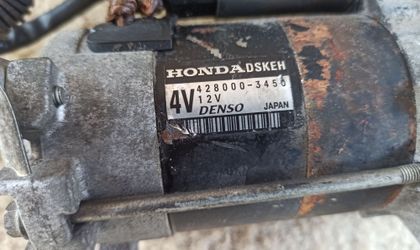 HONDA DSKEH
4V 428000-3450
12V
DENSO JAPAN